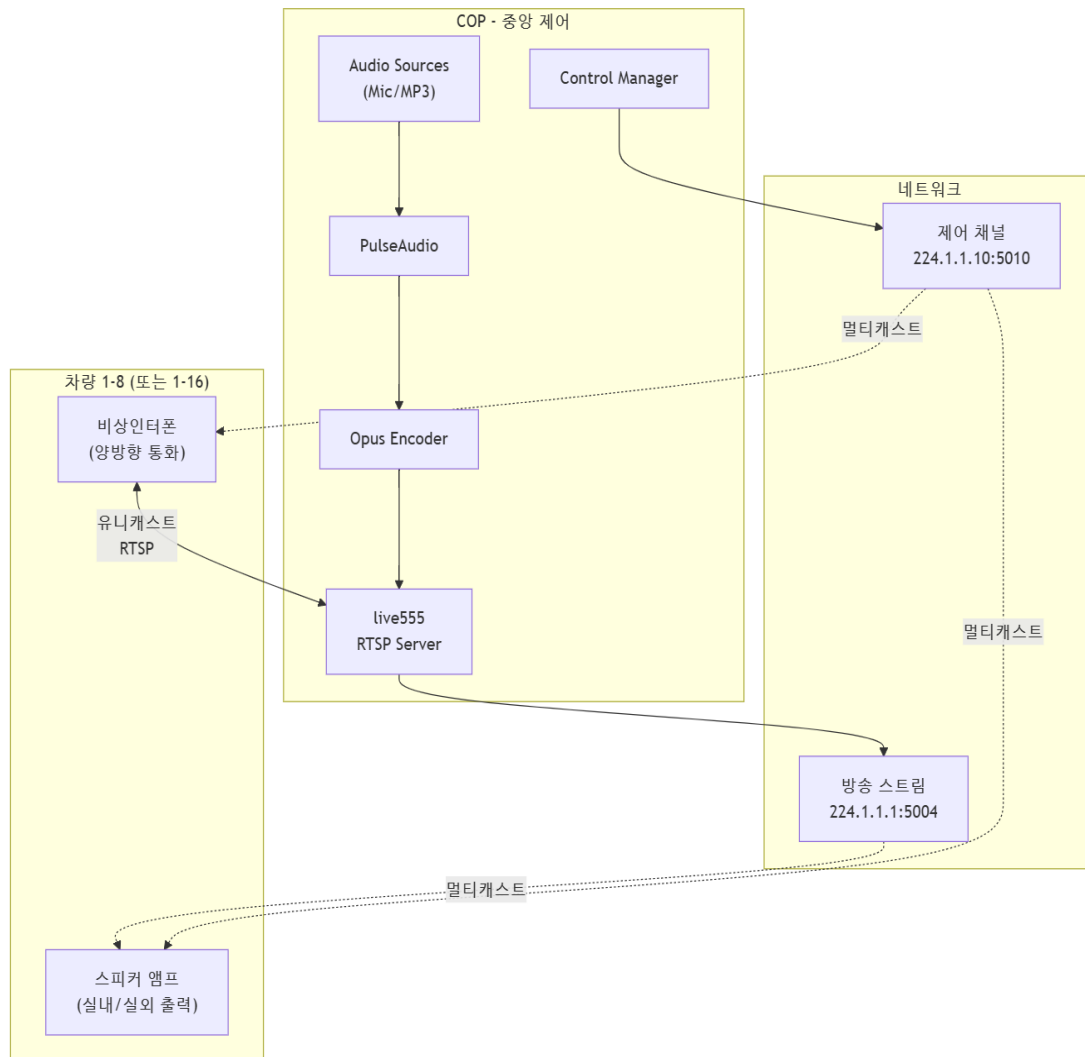 COP - 중앙 제어
Audio Sources
(Mic/MP3)
Control Manager
네트워크
제어 채널
224.1.1.10:5010
PulseAudio
멀티캐스트
차량 1-8 (또는 1-16)
비상인터폰
(양방향 통화)
Opus Encoder
유니캐스트
RTSP
live555
RTSP Server
멀티캐스트
방송 스트림
224.1.1.1:5004
멀티캐스트
스피커 앰프
(실내/실외 출력)